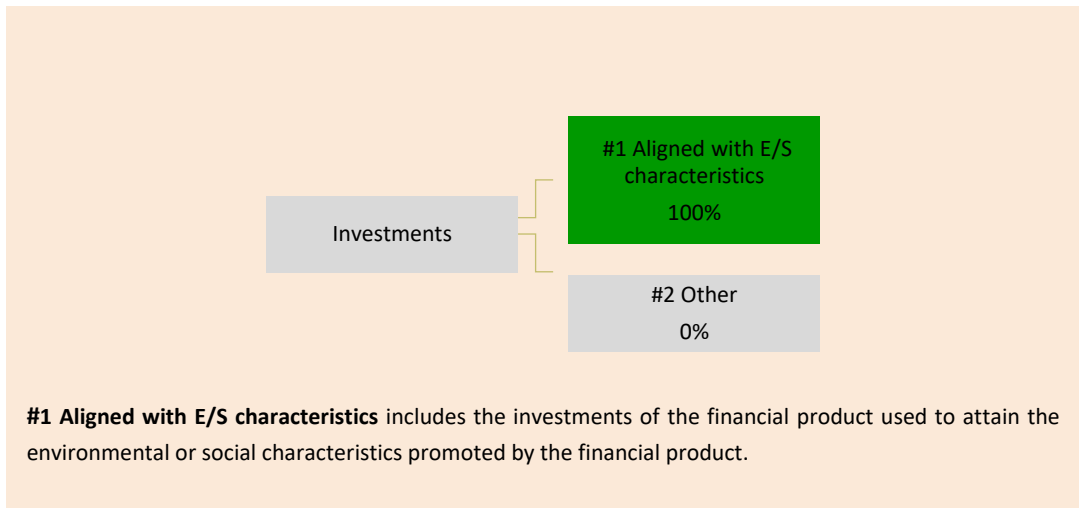 #1 Aligned with E/S
characteristics
100%
Investments
#2 Other
0%
#1 Aligned with E/S characteristics includes the investments of the financial product used to attain the
environmental or social characteristics promoted by the financial product.